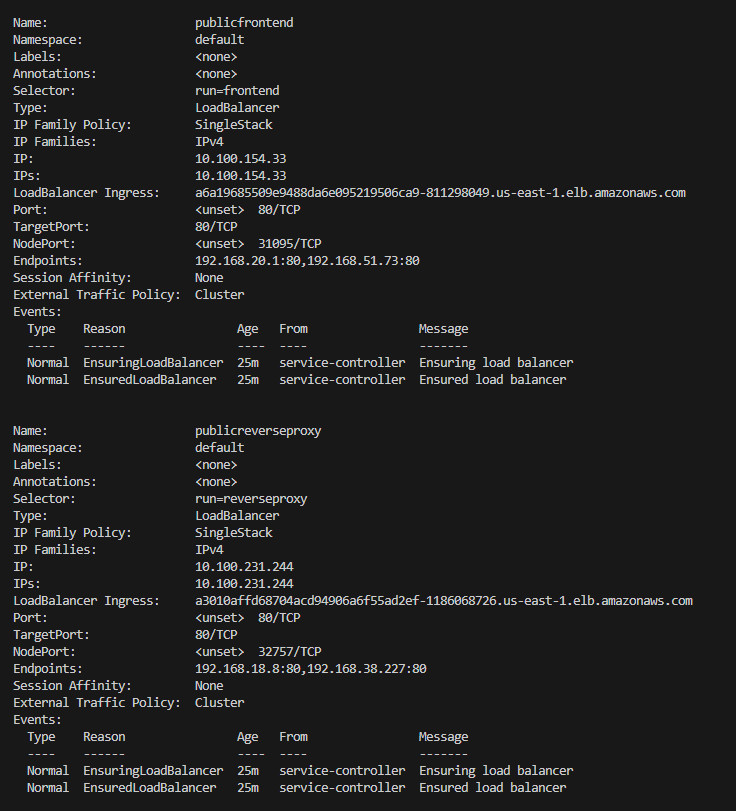 Name:                     publicfrontend
Namespace:                default
Labels:                   <none>
Annotations:              <none>
Selector:                 run=frontend
Type:                     LoadBalancer
IP Family Policy:         SingleStack
IP Families:              IPv4
IP:                       10.100.154.33
IPs:                      10.100.154.33
LoadBalancer Ingress:     a6a19685509e9488da6e095219506ca9-811298049.us-east-1.elb.amazonaws.com
Port:                     <unset>  80/TCP
TargetPort:               80/TCP
NodePort:                 <unset>  31095/TCP
Endpoints:                192.168.20.1:80,192.168.51.73:80
Session Affinity:         None
External Traffic Policy:  Cluster
Events:
  Type    Reason                Age   From                Message
  ----    ------                ----  ----                -------
  Normal  EnsuringLoadBalancer  25m   service-controller  Ensuring load balancer
  Normal  EnsuredLoadBalancer   25m   service-controller  Ensured load balancer
Name:                     publicreverseproxy
Namespace:                default
Labels:                   <none>
Annotations:              <none>
Selector:                 run=reverseproxy
Type:                     LoadBalancer
IP Family Policy:         SingleStack
IP Families:              IPv4
IP:                       10.100.231.244
IPs:                      10.100.231.244
LoadBalancer Ingress:     a3010affd68704acd94906a6f55ad2ef-1186068726.us-east-1.elb.amazonaws.com
Port:                     <unset>  80/TCP
TargetPort:               80/TCP
NodePort:                 <unset>  32757/TCP
Endpoints:                192.168.18.8:80,192.168.38.227:80
Session Affinity:         None
External Traffic Policy:  Cluster
Events:
  Type    Reason                Age   From                Message
  ----    ------                ----  ----                -------
  Normal  EnsuringLoadBalancer  25m   service-controller  Ensuring load balancer
  Normal  EnsuredLoadBalancer   25m   service-controller  Ensured load balancer